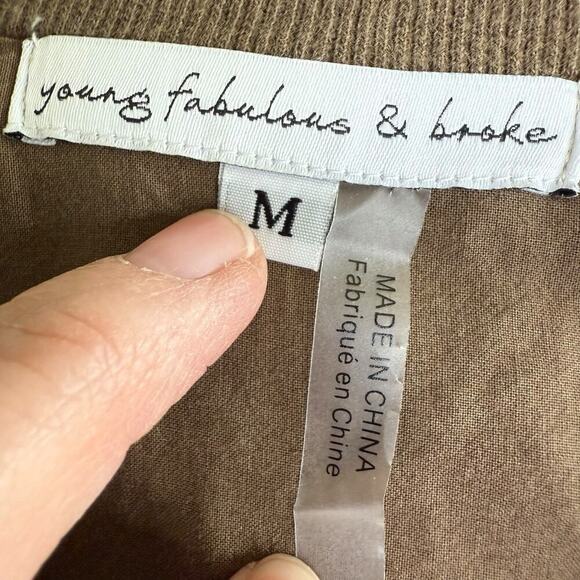 young fabulous & broke
M
MADE IN CHINA
Fabriqué en Chine